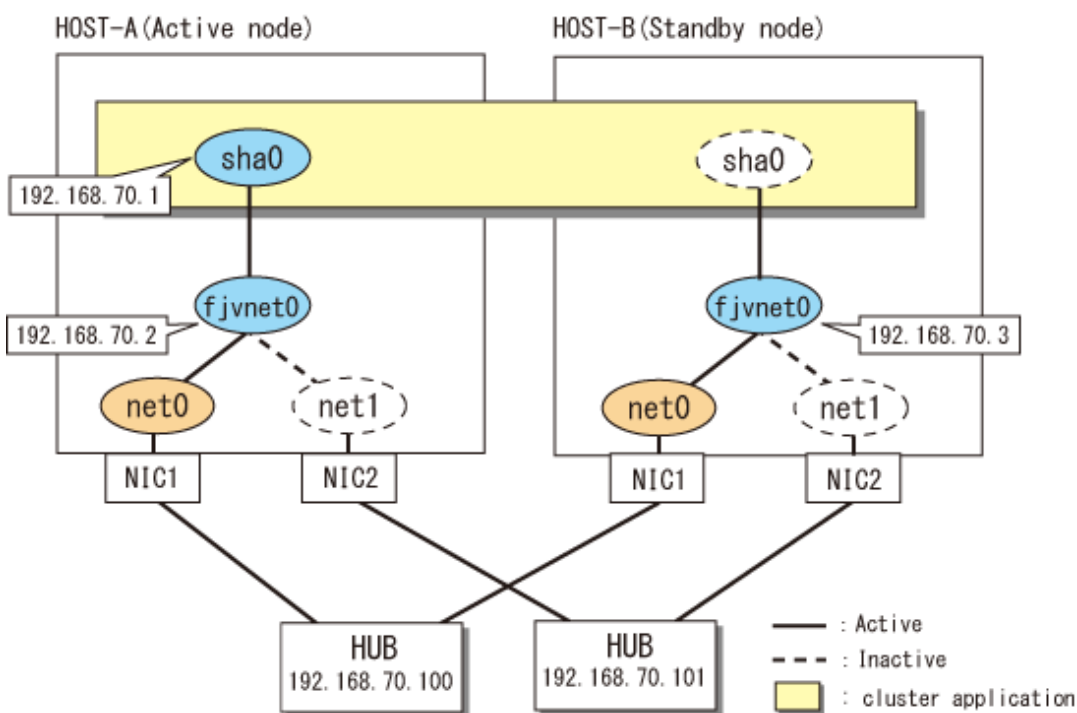 HOST-A(Active node)
HOST-B(Standby node)
sha0
sha0
192.168.70.1
fjvnet0
fjvnet0
192.168.70.2
192.168.70.3
net0
net1
net0
net1
NIC1
NIC2
NIC1
NIC2
HUB
192.168.70.100
HUB
192.168.70.101
: Active
: Inactive
: cluster application